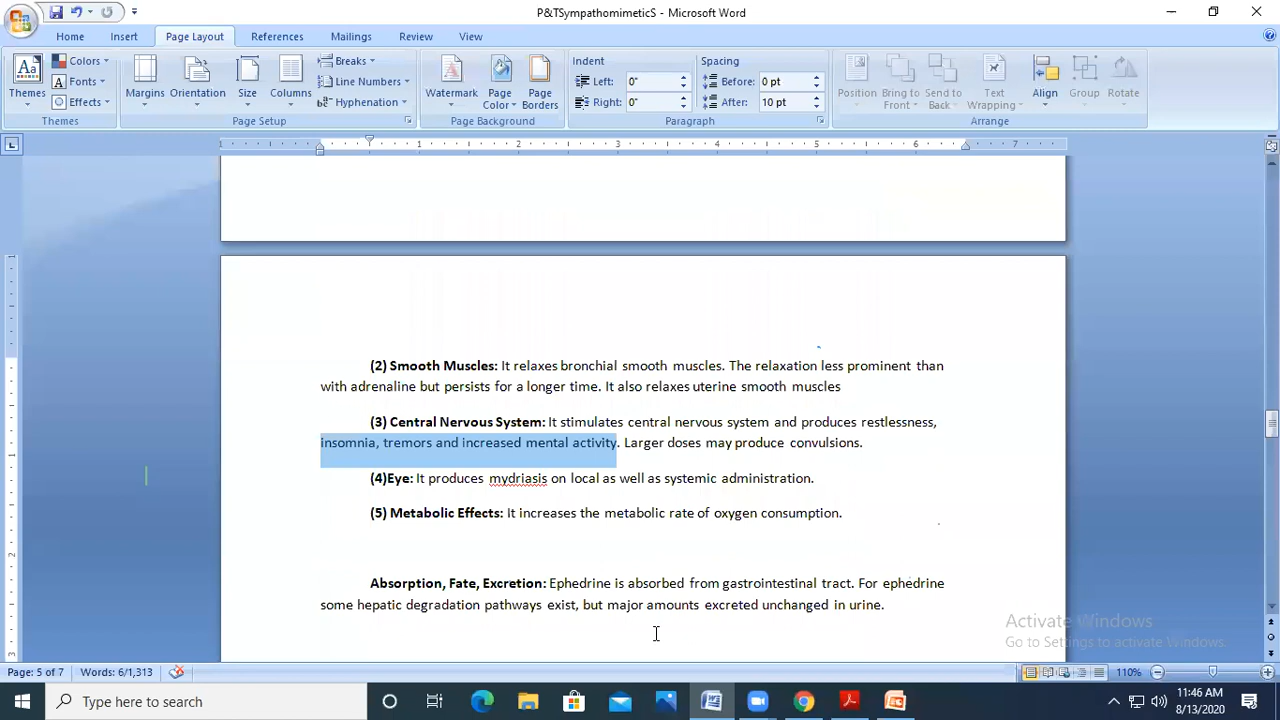 P&TSympathomimeticS - Microsoft Word
Home Insert Page Layout References Mailings Review View
Themes Colors Fonts Effects
Margins Orientation Size Columns Breaks Line Numbers Hyphenation
Watermark Page Color Page Borders
Indent Spacing
Left: 0" Before: 0 pt
Right: 0" After: 10 pt
Position Bring to Front Send to Back Text Wrapping Align Group Rotate
Themes Page Setup Page Background Paragraph Arrange
1 1 2 3 4 5 6 7
(2) Smooth Muscles: It relaxes bronchial smooth muscles. The relaxation less prominent than
with adrenaline but persists for a longer time. It also relaxes uterine smooth muscles
(3) Central Nervous System: It stimulates central nervous system and produces restlessness,
insomnia, tremors and increased mental activity. Larger doses may produce convulsions.
(4)Eye: It produces mydriasis on local as well as systemic administration.
(5) Metabolic Effects: It increases the metabolic rate of oxygen consumption.
Absorption, Fate, Excretion: Ephedrine is absorbed from gastrointestinal tract. For ephedrine
some hepatic degradation pathways exist, but major amounts excreted unchanged in urine.
Activate Windows
Go to Settings to activate Windows.
Page: 5 of 7 Words: 6/1,313 110%
Type here to search
11:46 AM
8/13/2020